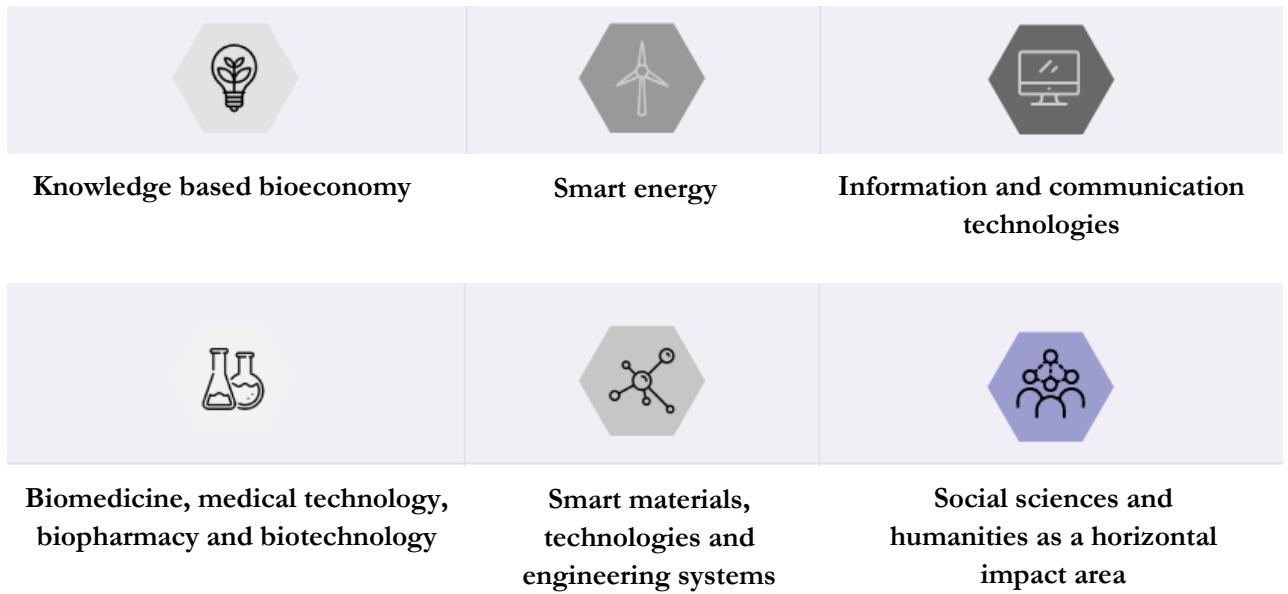 Knowledge based bioeconomy
Smart energy
Information and communication
technologies
Biomedicine, medical technology,
biopharmacy and biotechnology
Smart materials,
technologies and
engineering systems
Social sciences and
humanities as a horizontal
impact area